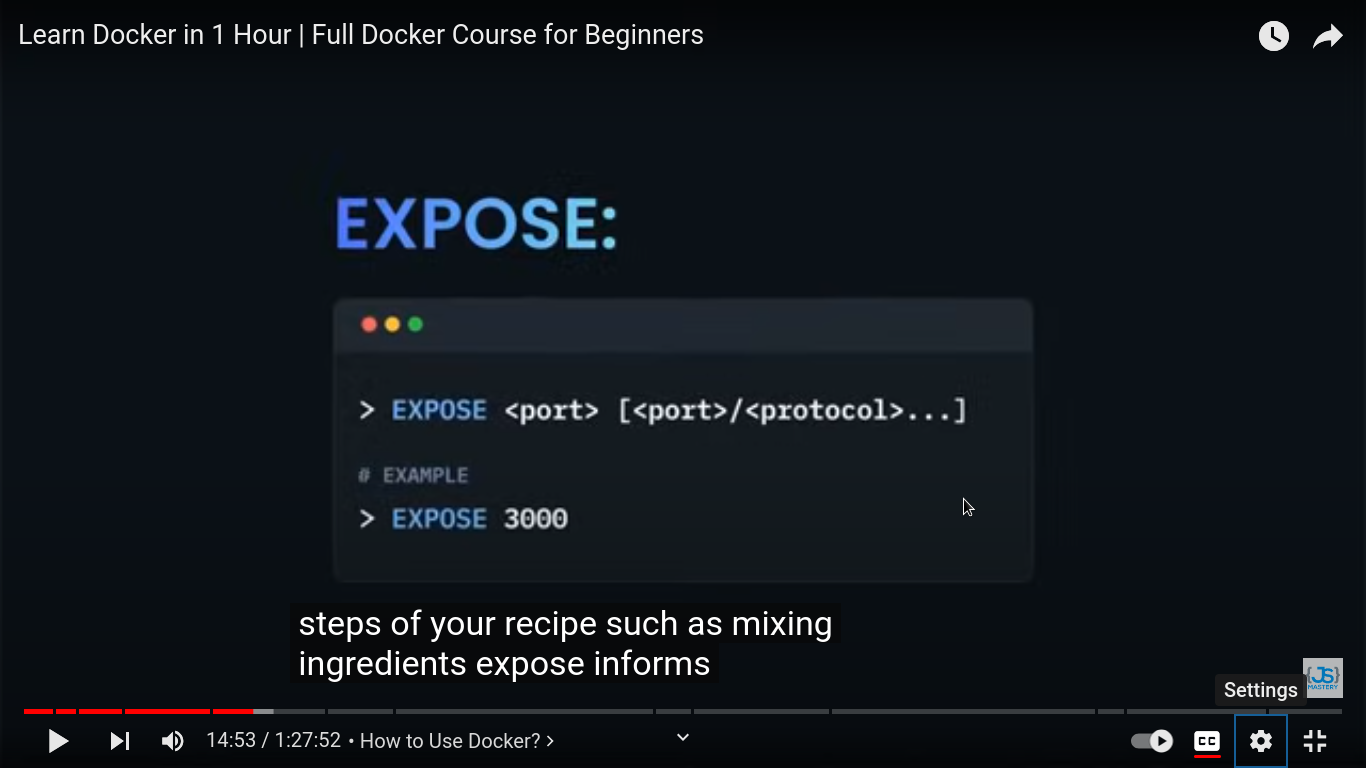 Learn Docker in 1 Hour | Full Docker Course for Beginners
EXPOSE:
> EXPOSE <port> [<port>/<protocol>...]
# EXAMPLE
> EXPOSE 3000
steps of your recipe such as mixing
ingredients expose informs
{JS}
MASTERY
Settings
14:53 / 1:27:52 • How to Use Docker? >
CC